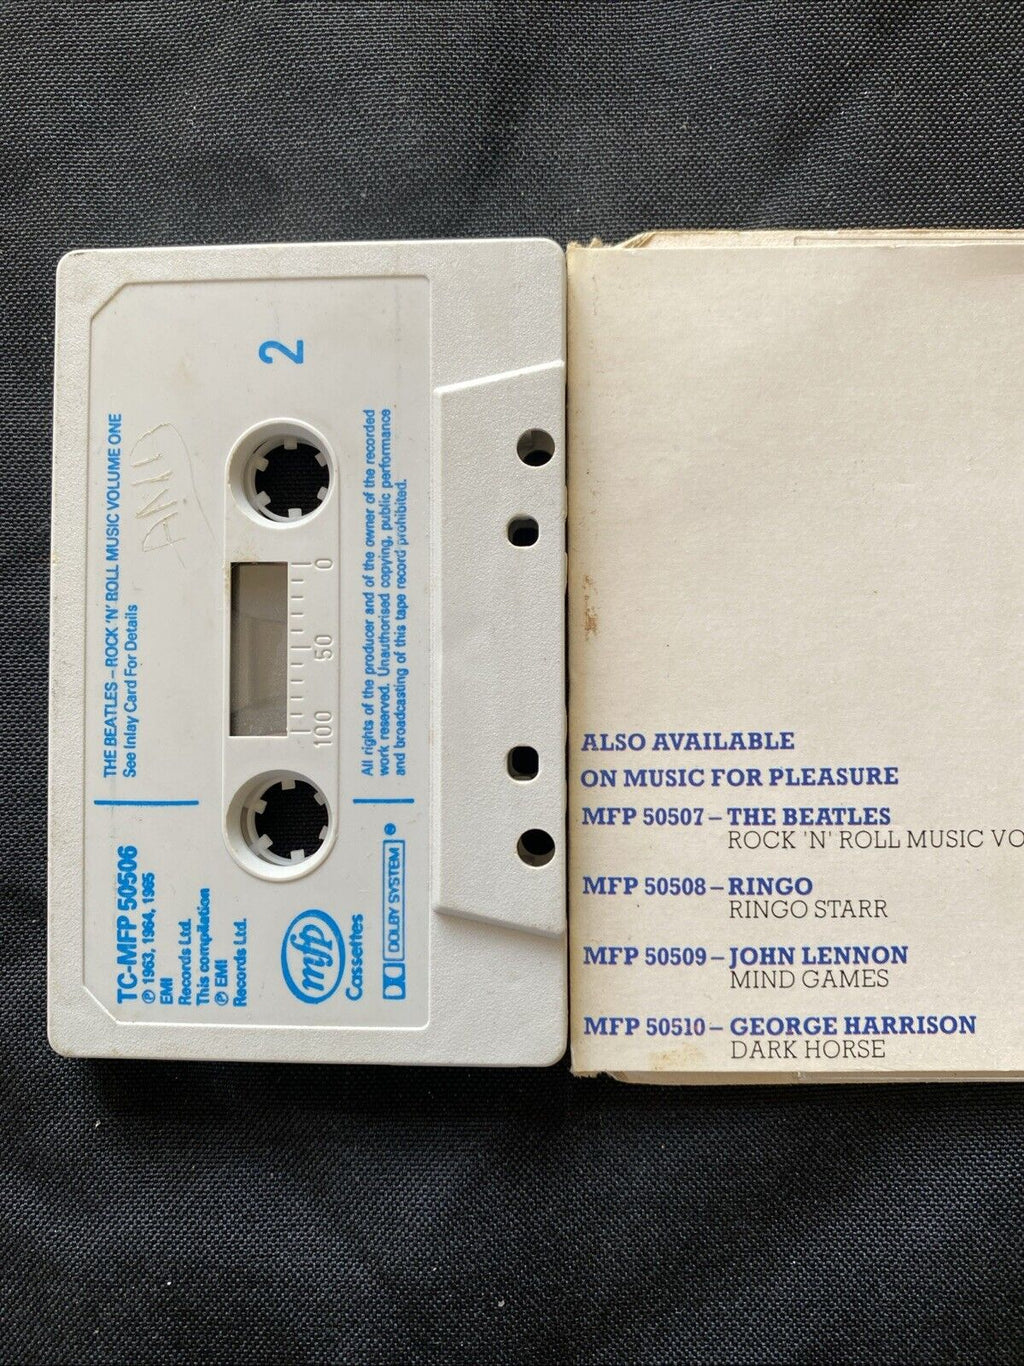 THE BEATLES – ROCK 'N' ROLL MUSIC VOLUME ONE
See Inlay Card For Details
2
TC-MFP 50506
℗ 1963, 1964, 1965
EMI
Records Ltd.
This compilation
℗ EMI
Records Ltd.
100 50 0
All rights of the producer and of the owner of the recorded
work reserved. Unauthorised copying, public performance
and broadcasting of this tape record prohibited.
mfp
Cassettes
DOLBY SYSTEM ®
ALSO AVAILABLE
ON MUSIC FOR PLEASURE
MFP 50507 – THE BEATLES
ROCK 'N' ROLL MUSIC VO
MFP 50508 – RINGO
RINGO STARR
MFP 50509 – JOHN LENNON
MIND GAMES
MFP 50510 – GEORGE HARRISON
DARK HORSE